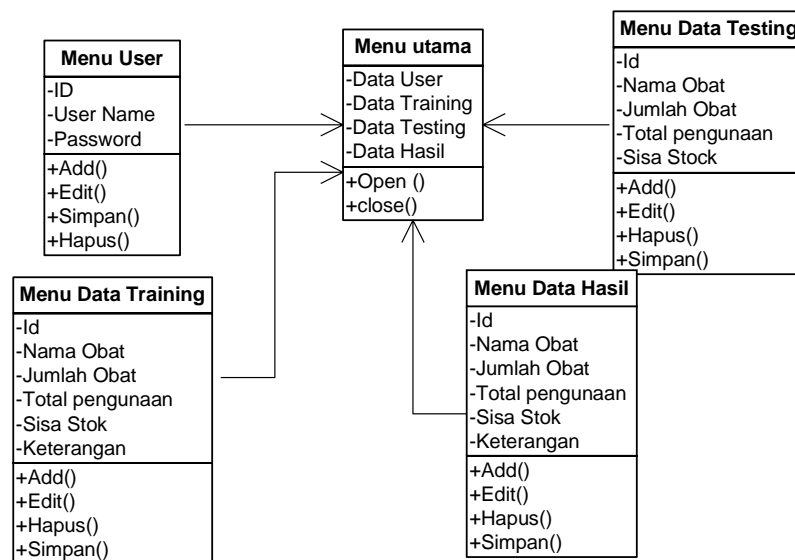 Menu User
-ID
-User Name
-Password
+Add()
+Edit()
+Simpan()
+Hapus()
Menu utama
-Data User
-Data Training
-Data Testing
-Data Hasil
+Open ()
+close()
Menu Data Testing
-Id
-Nama Obat
-Jumlah Obat
-Total pengunaan
-Sisa Stock
+Add()
+Edit()
+Hapus()
+Simpan()
Menu Data Training
-Id
-Nama Obat
-Jumlah Obat
-Total pengunaan
-Sisa Stok
-Keterangan
+Add()
+Edit()
+Hapus()
+Simpan()
Menu Data Hasil
-Id
-Nama Obat
-Jumlah Obat
-Total pengunaan
-Sisa Stok
-Keterangan
+Add()
+Edit()
+Hapus()
+Simpan()